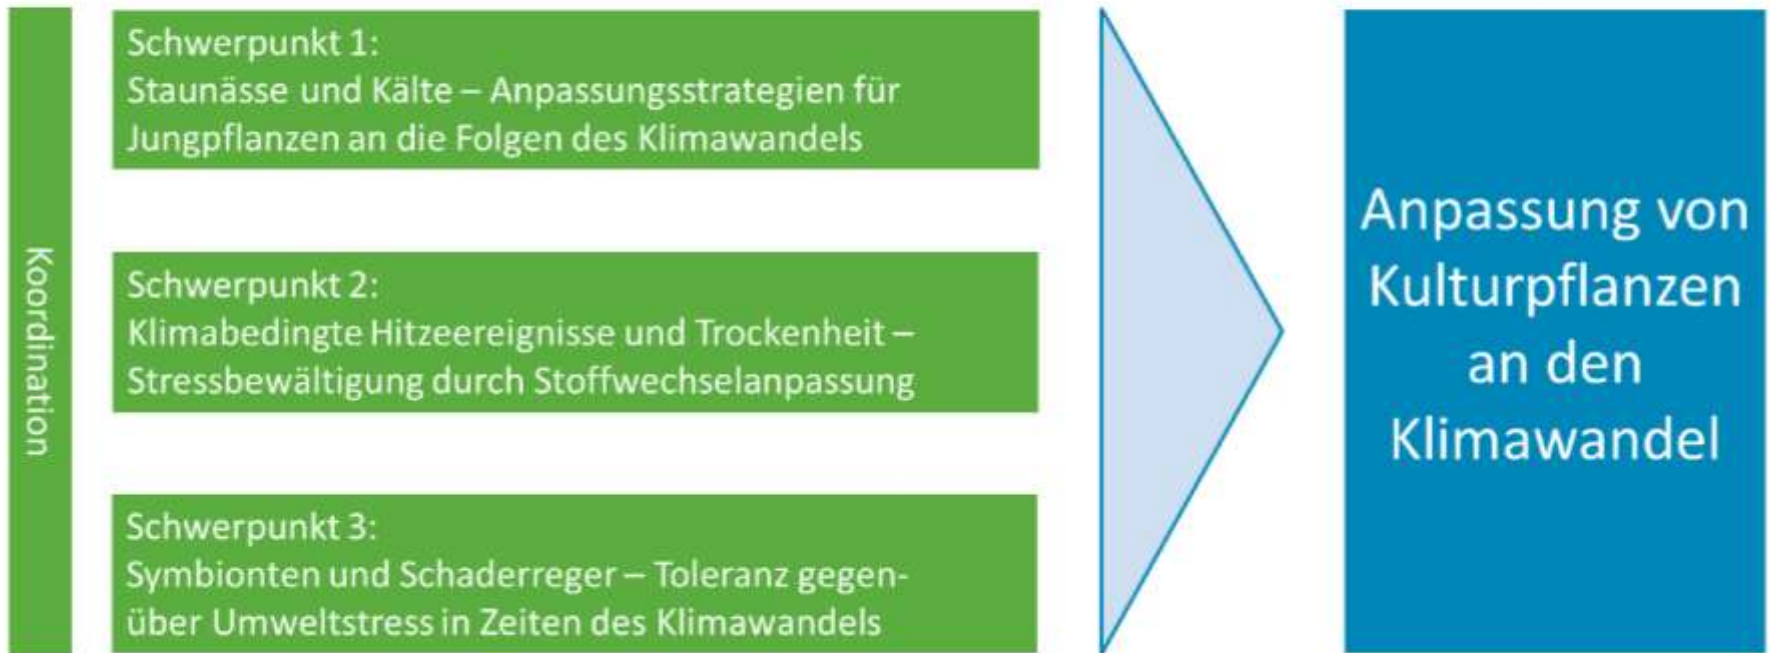 Koordination
Schwerpunkt 1:
Staunässe und Kälte – Anpassungsstrategien für
Jungpflanzen an die Folgen des Klimawandels
Schwerpunkt 2:
Klimabedingte Hitzeereignisse und Trockenheit –
Stressbewältigung durch Stoffwechselanpassung
Schwerpunkt 3:
Symbionten und Schaderreger – Toleranz gegen-
über Umweltstress in Zeiten des Klimawandels
Anpassung von
Kulturpflanzen
an den
Klimawandel